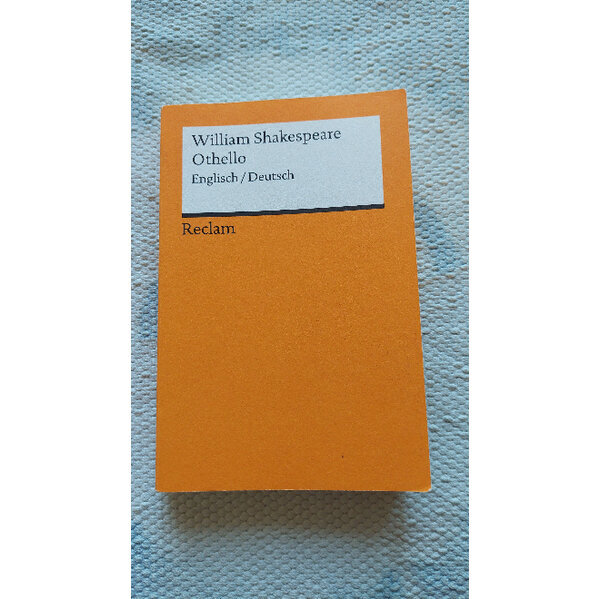 William Shakespeare
Othello
Englisch / Deutsch
Reclam